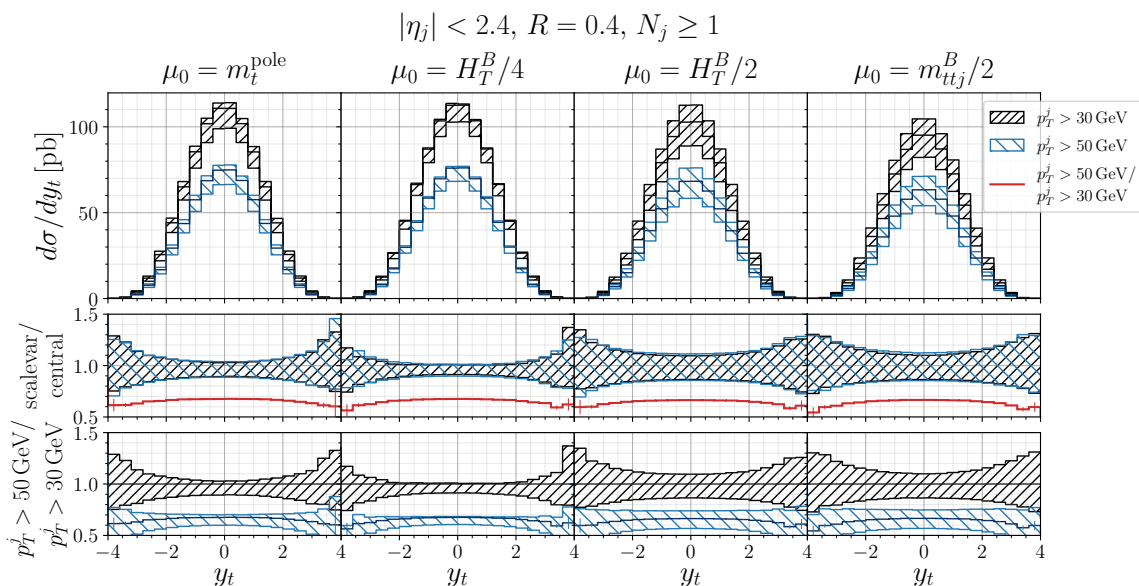 |η_j| < 2.4, R = 0.4, N_j ≥ 1
μ_0 = m_t^pole
μ_0 = H_T^B/4
μ_0 = H_T^B/2
μ_0 = m_ttj^B/2
dσ/dy_t [pb]
100
50
0
p_T^j > 30 GeV
p_T^j > 50 GeV
p_T^j > 50 GeV/
p_T^j > 30 GeV
scalevar/
central
1.5
1.0
0.5
p_T^j > 50 GeV/
p_T^j > 30 GeV
1.5
1.0
0.5
−4 −2 0 2 4 −2 0 2 4 −2 0 2 4 −2 0 2 4
y_t y_t y_t y_t